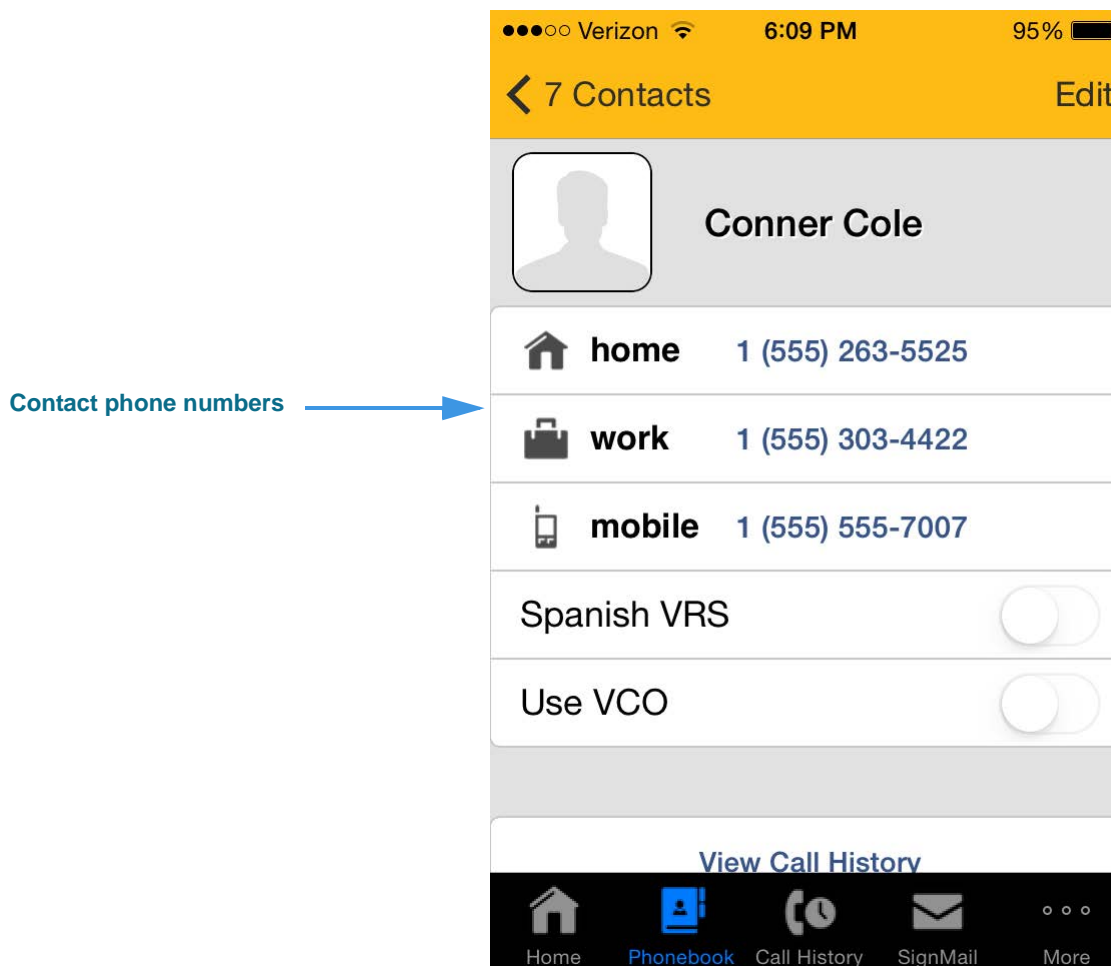 Verizon 6:09 PM 95%
7 Contacts Edit
Conner Cole
home 1 (555) 263-5525
Contact phone numbers
work 1 (555) 303-4422
mobile 1 (555) 555-7007
Spanish VRS
Use VCO
View Call History
Home Phonebook Call History SignMail More